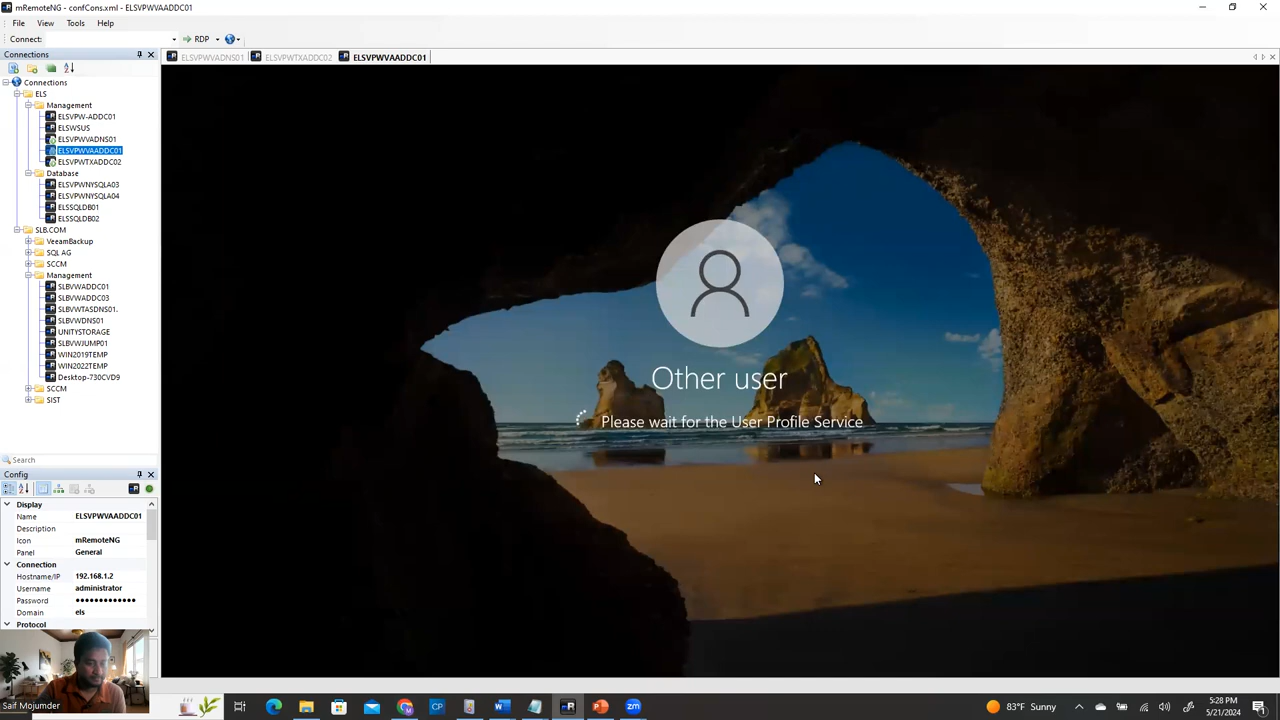 mRemoteNG - confCons.xml - ELSVPWVAADDC01
File View Tools Help
Connect: RDP
Connections
ELSVPWVADNS01 ELSVPWTXADDC02 ELSVPWVAADDC01
Connections
ELS
Management
ELSVPW-ADDC01
ELSWSUS
ELSVPWVADNS01
ELSVPWVAADDC01
ELSVPWTXADDC02
Database
ELSVPWNYSQLA03
ELSVPWNYSQLA04
ELSSQLDB01
ELSSQLDB02
SLB.COM
VeeamBackup
SQL AG
SCCM
Management
SLBVWADDC01
SLBVWADDC03
SLBVWTASDNS01.
SLBVWDNS01
UNITYSTORAGE
SLBVWJUMP01
WIN2019TEMP
WIN2022TEMP
Desktop-730CVD9
SCCM
SIST
Other user
Please wait for the User Profile Service
Search
Config
Display
Name ELSVPWVAADDC01
Description
Icon mRemoteNG
Panel General
Connection
Hostname/IP 192.168.1.2
Username administrator
Password •••••••••••••
Domain els
Protocol
Saif Mojumder
83°F Sunny
5:28 PM
5/21/2024